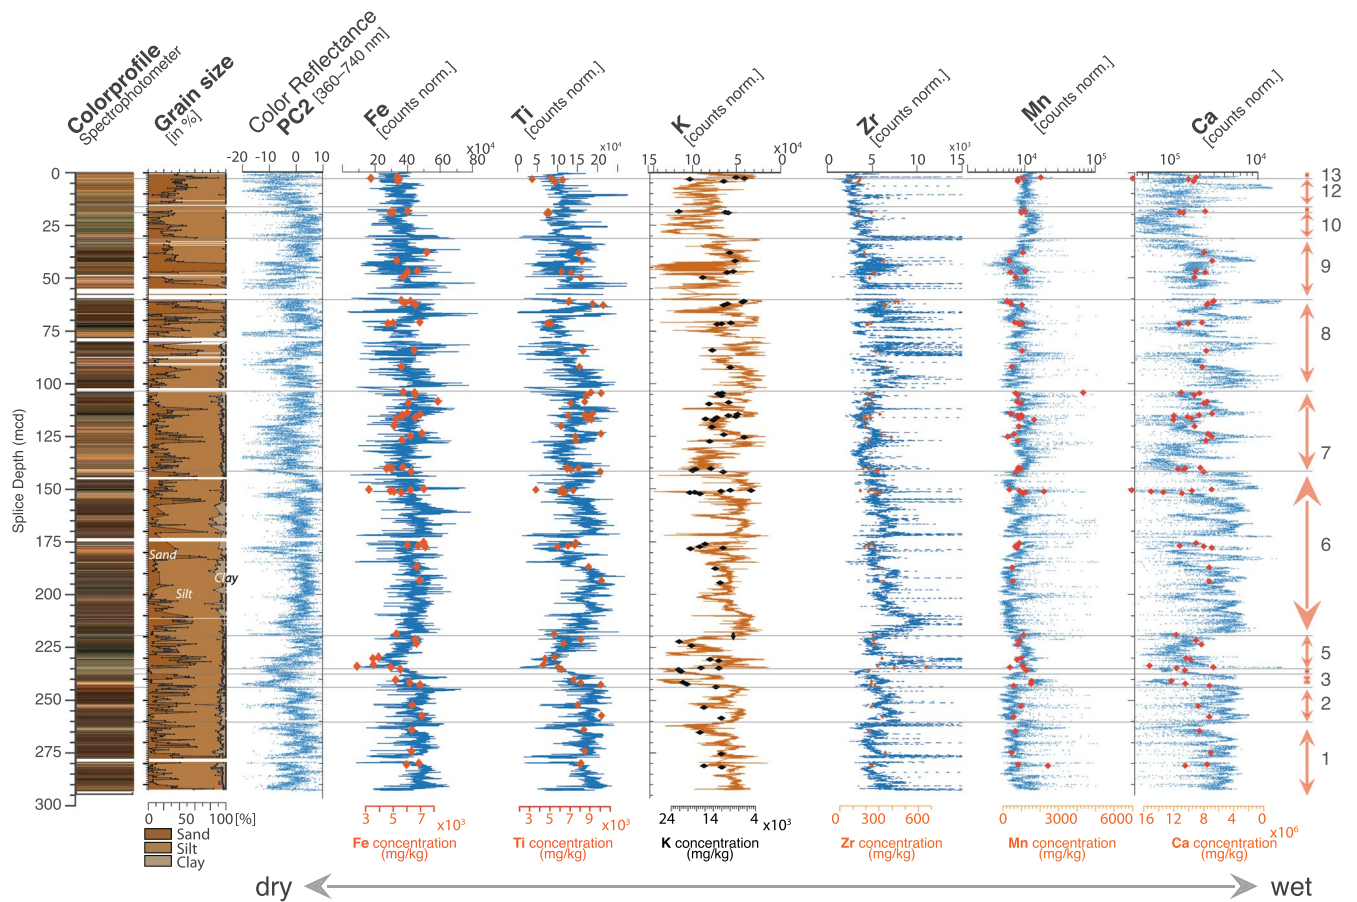 Colorprofile
Spectrophotometer
Grain size
[in %]
Color Reflectance
PC2 [360–740 nm]
Fe
[counts norm.]
Ti
[counts norm.]
K
[counts norm.]
Zr
[counts norm.]
Mn
[counts norm.]
Ca
[counts norm.]
-20 -10 0 10
20 40 60 80 x10⁴
0 5 10 15 20 x10⁴
15 10 5 0 x10⁴
0 5 10 15 x10³
10⁴ 10⁵
10⁵ 10⁴
Splice Depth (mcd)
0
25
50
75
100
125
150
175
200
225
250
275
300
Sand
Silt
Clay
13
12
10
9
8
7
6
5
3
2
1
0 50 100[%]
Sand
Silt
Clay
3 5 7 x10³
Fe concentration
(mg/kg)
3 5 7 9 x10³
Ti concentration
(mg/kg)
24 14 4 x10³
K concentration
(mg/kg)
0 300 600
Zr concentration
(mg/kg)
0 3000 6000
Mn concentration
(mg/kg)
16 12 8 4 0 x10⁶
Ca concentration
(mg/kg)
dry wet